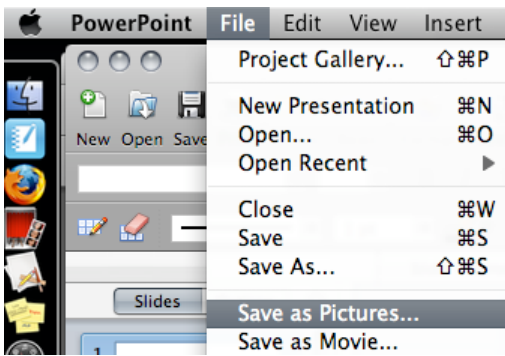 PowerPoint File Edit View Insert
Project Gallery... ⇧⌘P
New Presentation ⌘N
Open... ⌘O
Open Recent ▶
Close ⌘W
Save ⌘S
Save As... ⇧⌘S
Save as Pictures...
Save as Movie...
New Open Save
Slides
1